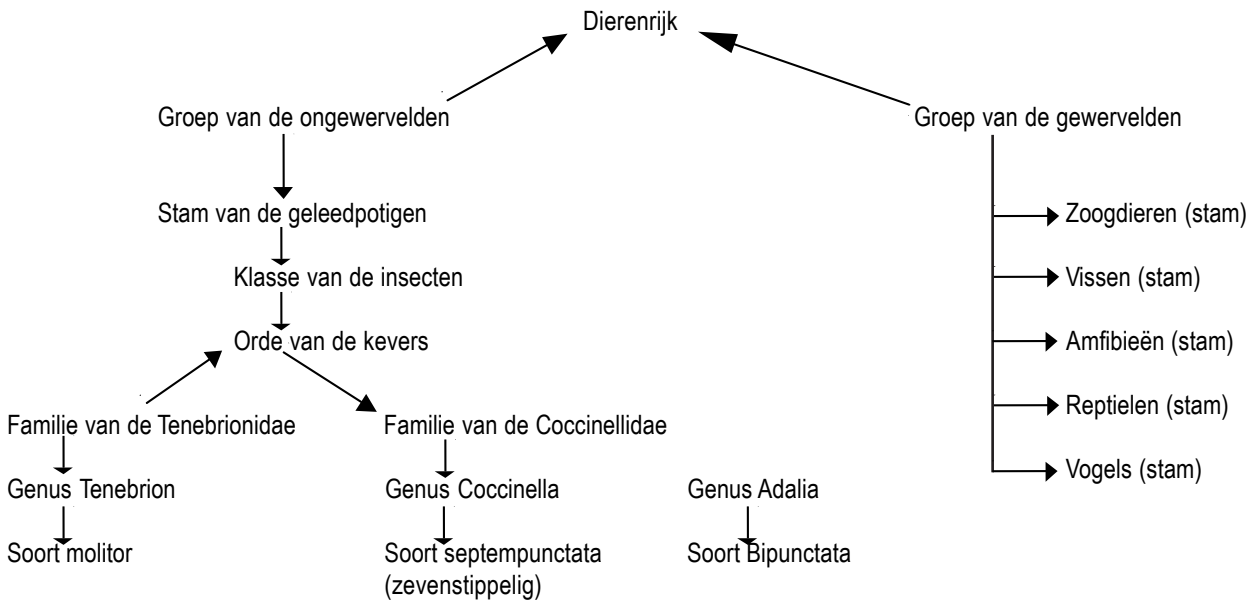 Dierenrijk
Groep van de ongewervelden
Groep van de gewervelden
Stam van de geleedpotigen
Zoogdieren (stam)
Klasse van de insecten
Vissen (stam)
Orde van de kevers
Amfibieën (stam)
Familie van de Tenebrionidae
Familie van de Coccinellidae
Reptielen (stam)
Genus Tenebrion
Genus Coccinella
Genus Adalia
Vogels (stam)
Soort molitor
Soort septempunctata
(zevenstippelig)
Soort Bipunctata